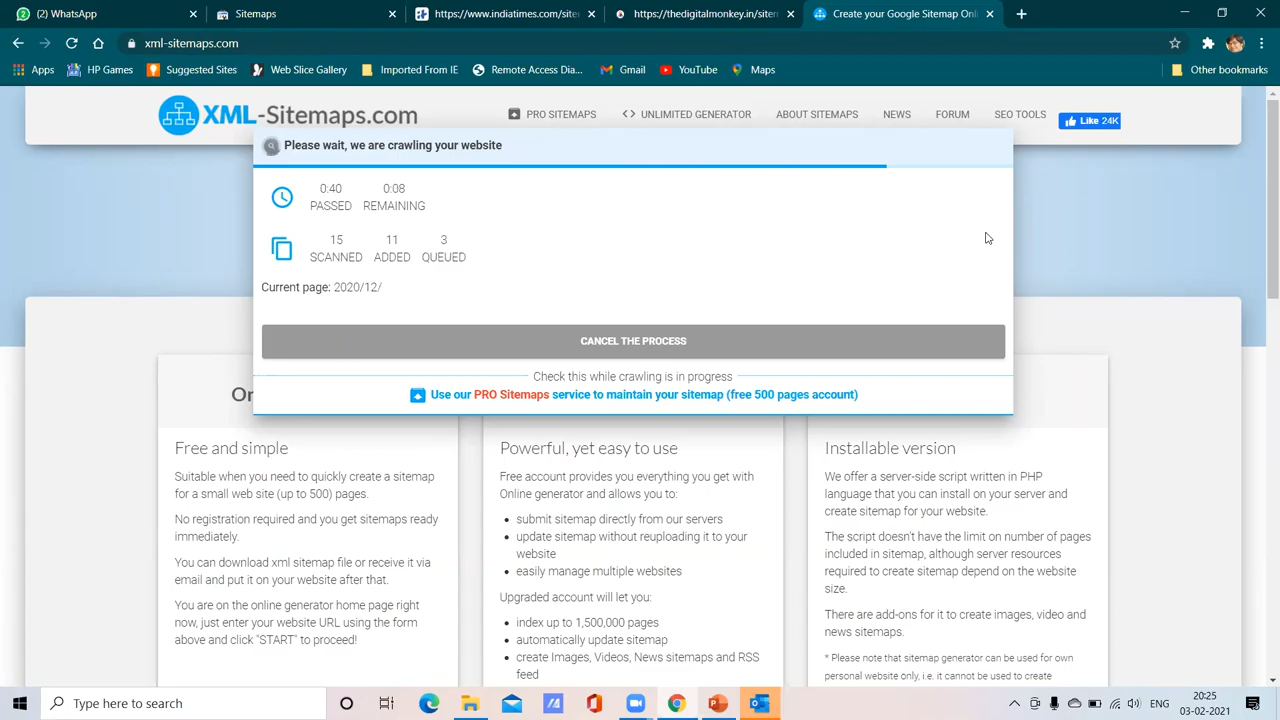 (2) WhatsApp
https://www.indiatimes.com/site
https://thenewj.in/sitem
Create your Google Sitemap Onli
xml-sitemaps.com
Apps
HP Games
Suggested Sites
Web Slice Gallery
Imported From IE
Remote Access Dia...
Gmail
YouTube
Maps
Other bookmarks
XML-Sitemaps.com
PRO SITEMAPS
UNLIMITED GENERATOR
ABOUT SITEMAPS
NEWS
FORUM
SEO TOOLS
Like 24K
Please wait, we are crawling your website
0:40 0:08
PASSED REMAINING
15 11 3
SCANNED ADDED QUEUED
Current page: 2020/12/
CANCEL THE PROCESS
Check this while crawling is in progress
Use our PRO Sitemaps service to maintain your sitemap (free 500 pages account)
Free and simple
Suitable when you need to quickly create a sitemap
for a small web site (up to 500) pages.
No registration required and you get sitemaps ready
immediately.
You can download xml sitemap file or receive it via
email and put it on your website after that.
You are on the online generator home page right
now, just enter your website URL using the form
above and click "START" to proceed!
Powerful, yet easy to use
Free account provides you everything you get with
Online generator and allows you to:
submit sitemap directly from our servers
update sitemap without reuploading it to your
website
easily manage multiple websites
Upgraded account will let you:
index up to 1,500,000 pages
automatically update sitemap
create Images, Videos, News sitemaps and RSS
feed
Installable version
We offer a server-side script written in PHP
language that you can install on your server and
create sitemap for your website.
The script doesn't have the limit on number of pages
included in sitemap, although server resources
required to create sitemap depend on the website
size.
There are add-ons for it to create images, video and
news sitemaps.
* Please note that sitemap generator can be used for own
personal website only, i.e. it cannot be used to create
Type here to search
20:25
03-02-2021